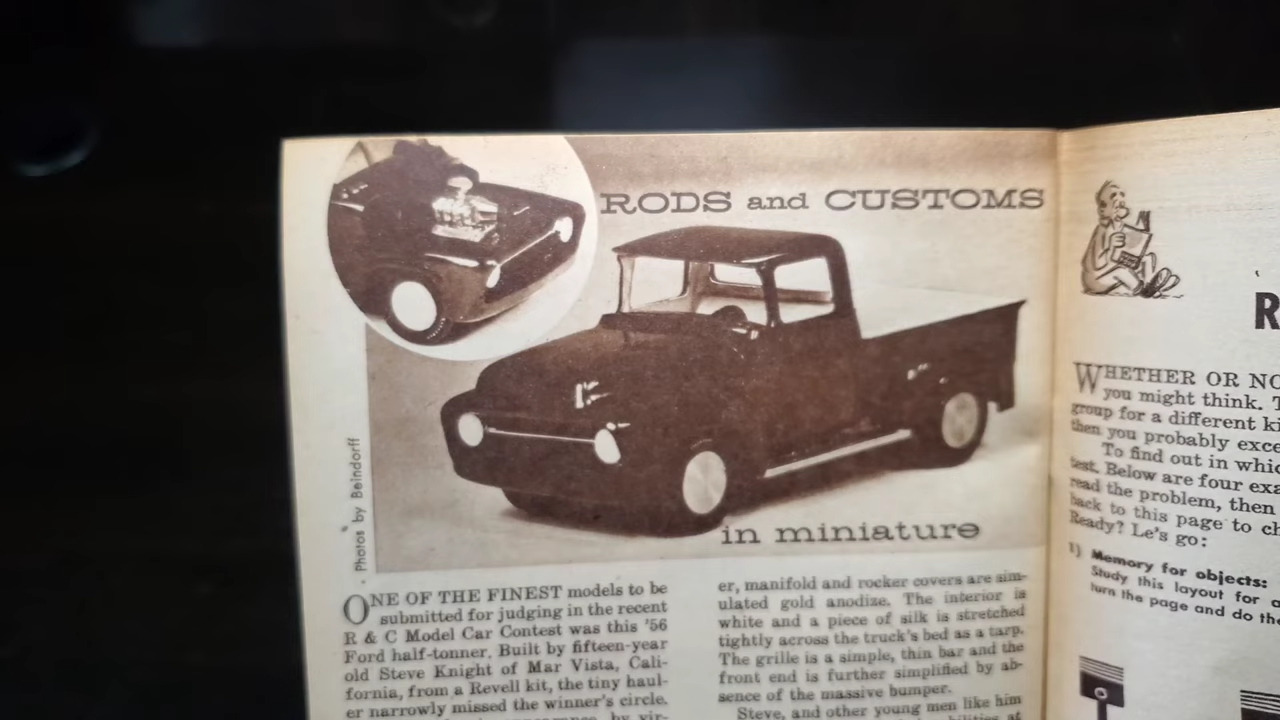 RODS and CUSTOMS
in miniature
Photos by Beindorff
ONE OF THE FINEST models to be
submitted for judging in the recent
R & C Model Car Contest was this '56
Ford half-tonner. Built by fifteen-year
old Steve Knight of Mar Vista, Cali-
fornia, from a Revell kit, the tiny haul-
er narrowly missed the winner's circle.
by vir-
er, manifold and rocker covers are sim-
ulated gold anodize. The interior is
white and a piece of silk is stretched
tightly across the truck's bed as a tarp.
The grille is a simple, thin bar and the
front end is further simplified by ab-
sence of the massive bumper.
Steve, and other young men like him
at
R
WHETHER OR NO
you might think. T
group for a different ki
then you probably exce
To find out in whic
test. Below are four exa
read the problem, then
back to this page to ch
Ready? Le's go:
1) Memory for objects:
Study this layout for a
turn the page and do the